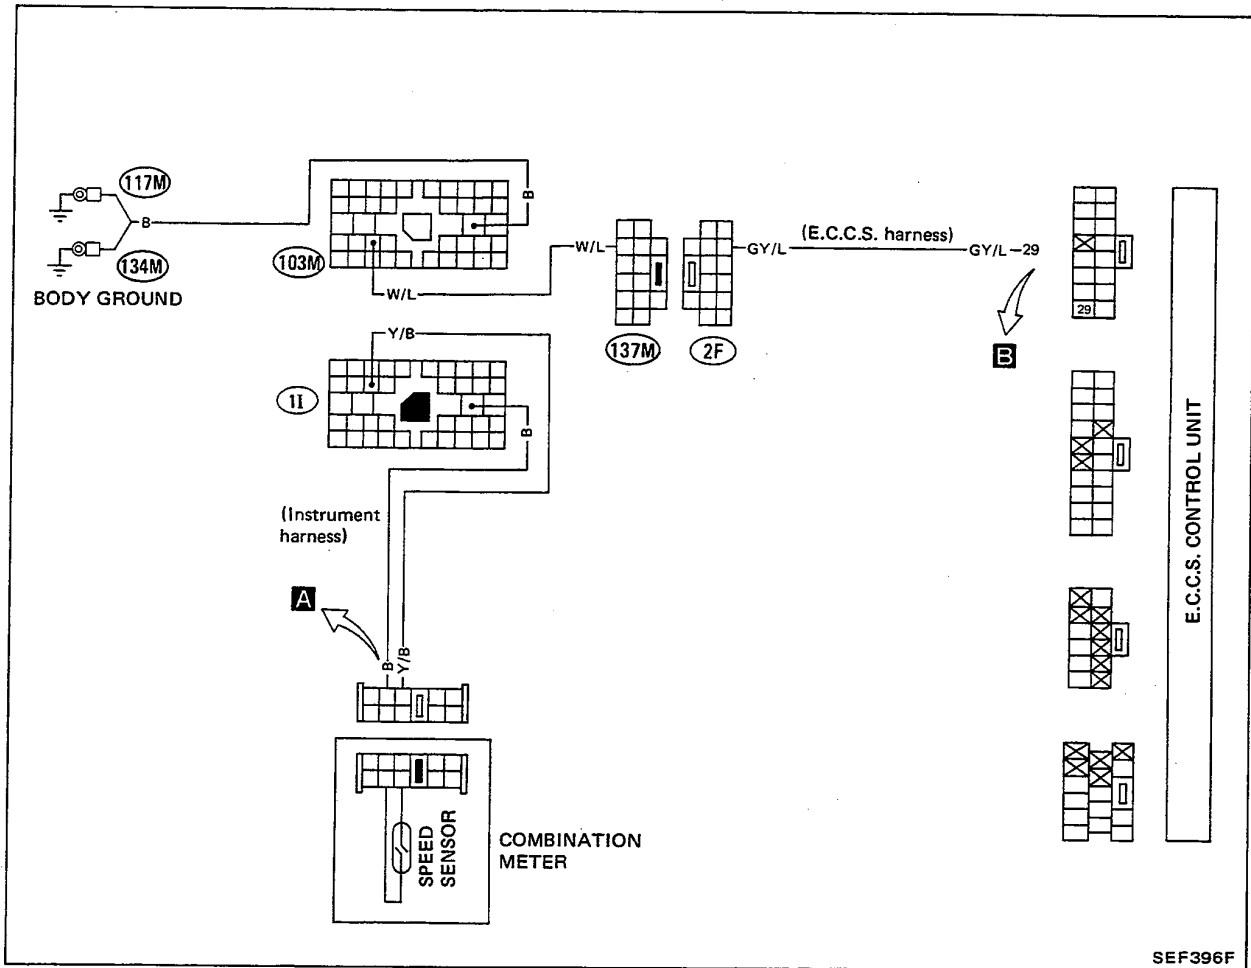 117M
B
134M
BODY GROUND
103M
B
W/L
W/L
137M
2F
GY/L
(E.C.C.S. harness)
GY/L
29
29
B
Y/B
1I
B
(Instrument
harness)
A
B
Y/B
SPEED
SENSOR
COMBINATION
METER
E.C.C.S. CONTROL UNIT
SEF396F